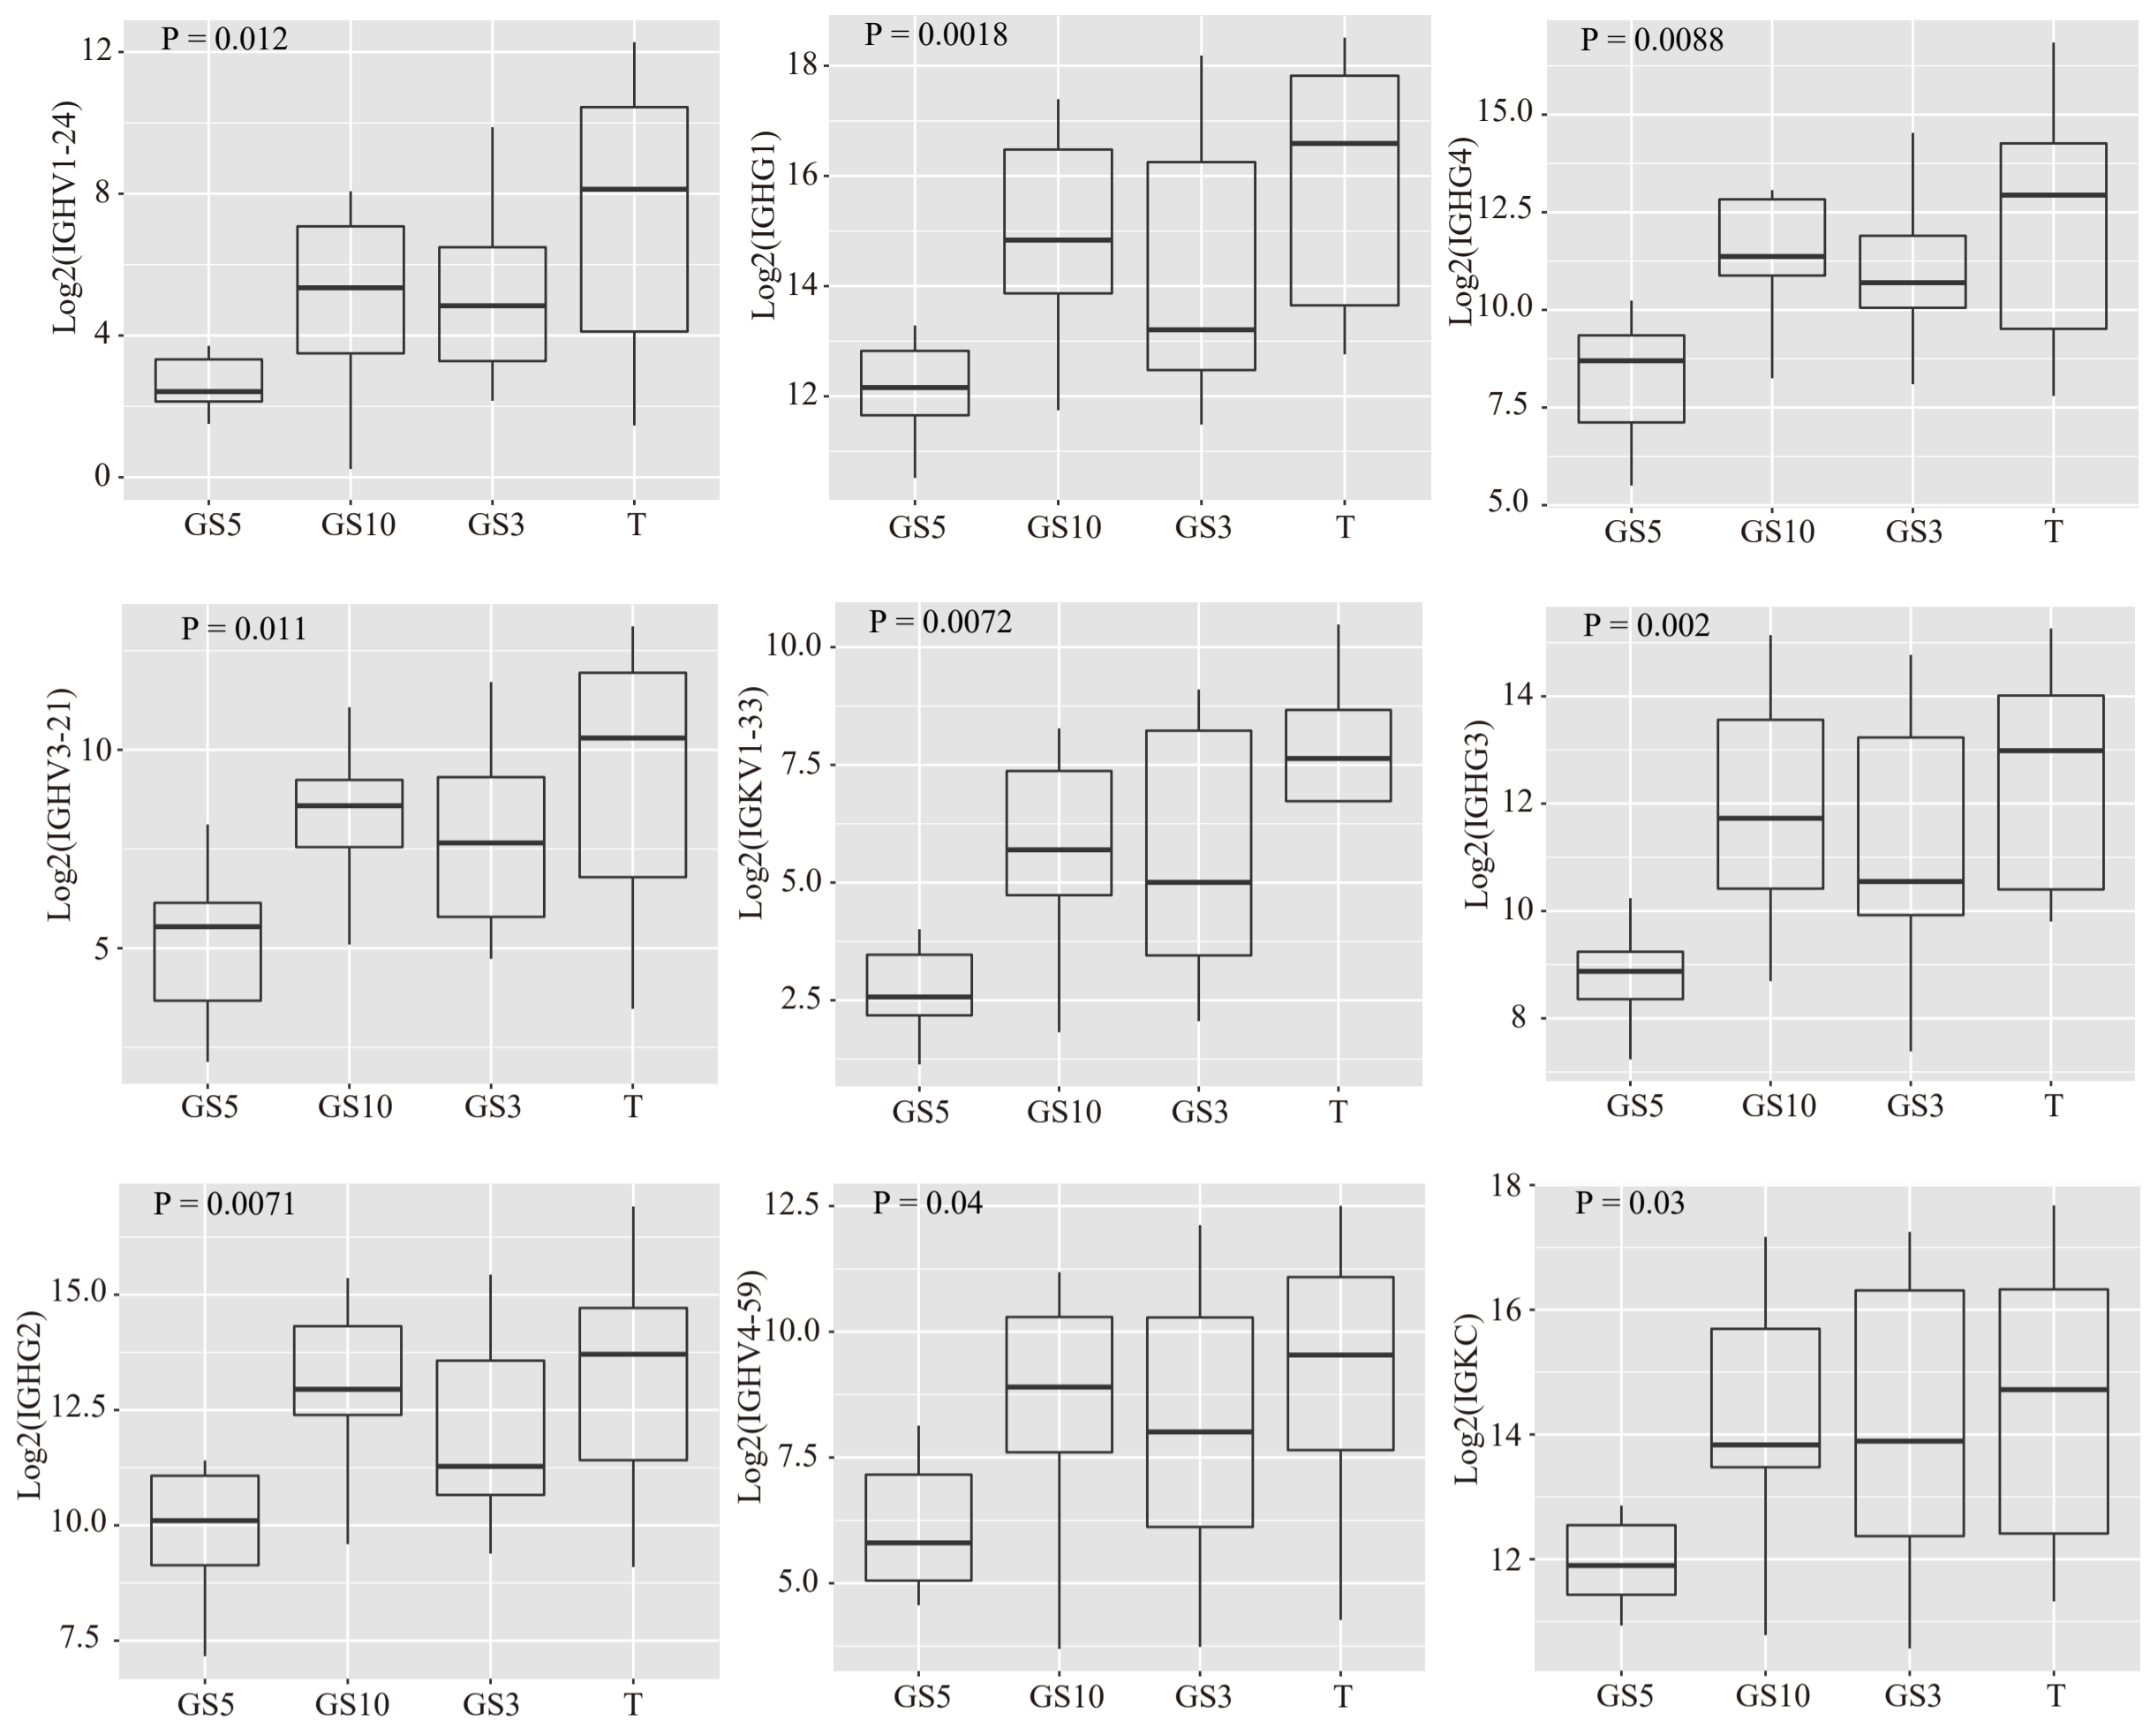 P = 0.012
Log2(IGHV1-24)
12
8
4
0
GS5 GS10 GS3 T
P = 0.0018
Log2(IGHG1)
18
16
14
12
GS5 GS10 GS3 T
P = 0.0088
Log2(IGHG4)
15.0
12.5
10.0
7.5
5.0
GS5 GS10 GS3 T
P = 0.011
Log2(IGHV3-21)
10
5
GS5 GS10 GS3 T
P = 0.0072
Log2(IGKV1-33)
10.0
7.5
5.0
2.5
GS5 GS10 GS3 T
P = 0.002
Log2(IGHG3)
14
12
10
8
GS5 GS10 GS3 T
P = 0.0071
Log2(IGHG2)
15.0
12.5
10.0
7.5
GS5 GS10 GS3 T
P = 0.04
Log2(IGHV4-59)
12.5
10.0
7.5
5.0
GS5 GS10 GS3 T
P = 0.03
Log2(IGKC)
18
16
14
12
GS5 GS10 GS3 T